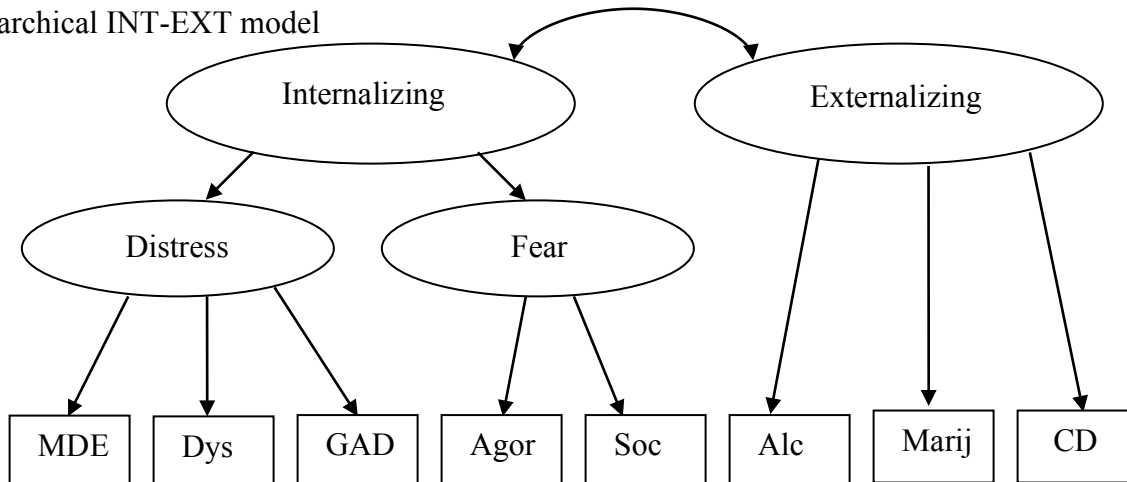 archical INT-EXT model
Internalizing Externalizing
Distress Fear
MDE Dys GAD Agor Soc Alc Marij CD